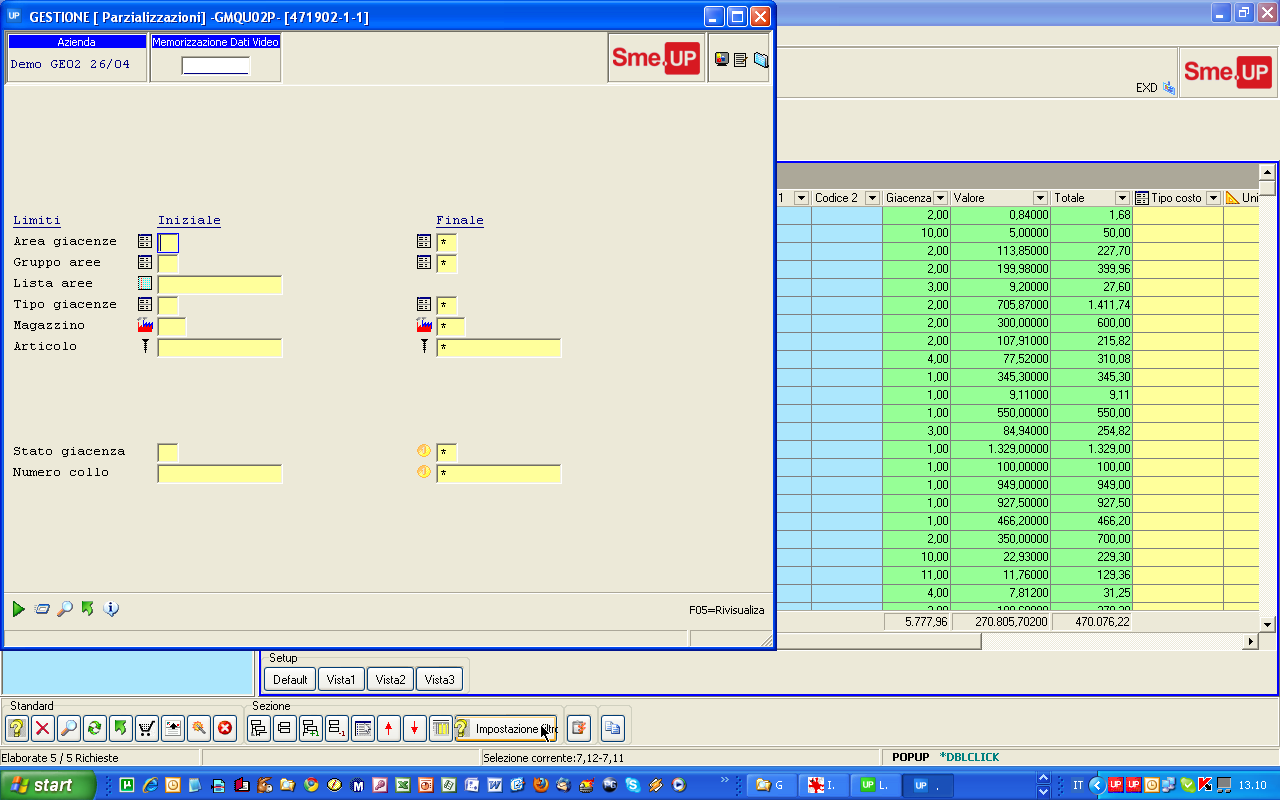 GESTIONE [ Parzializzazioni] -GMQU02P- [471902-1-1]
Azienda
Demo GE02 26/04
Memorizzazione Dati Video
Sme.UP
Limiti Iniziale Finale
Area giacenze *
Gruppo aree *
Lista aree
Tipo giacenze *
Magazzino *
Articolo *
Stato giacenza *
Numero collo *
F05=Rivisualiza
EXD
Sme.UP
1 Codice 2 Giacenza Valore Totale Tipo costo Uni
2,00 0,84000 1,68
10,00 5,00000 50,00
2,00 113,85000 227,70
2,00 199,98000 399,96
3,00 9,20000 27,60
2,00 705,87000 1.411,74
2,00 300,00000 600,00
2,00 107,91000 215,82
4,00 77,52000 310,08
1,00 345,30000 345,30
1,00 9,11000 9,11
1,00 550,00000 550,00
3,00 84,94000 254,82
1,00 1.329,00000 1.329,00
1,00 100,00000 100,00
1,00 949,00000 949,00
1,00 927,50000 927,50
1,00 466,20000 466,20
2,00 350,00000 700,00
10,00 22,93000 229,30
11,00 11,76000 129,36
4,00 7,81200 31,25
5.777,96 270.805,70200 470.076,22
Setup
Default Vista1 Vista2 Vista3
Standard Sezione
Impostazione filtro
Elaborate 5 / 5 Richieste
Selezione corrente:7,12-7,11
POPUP *DBLCLICK
start
G I. L. .
IT 13.10